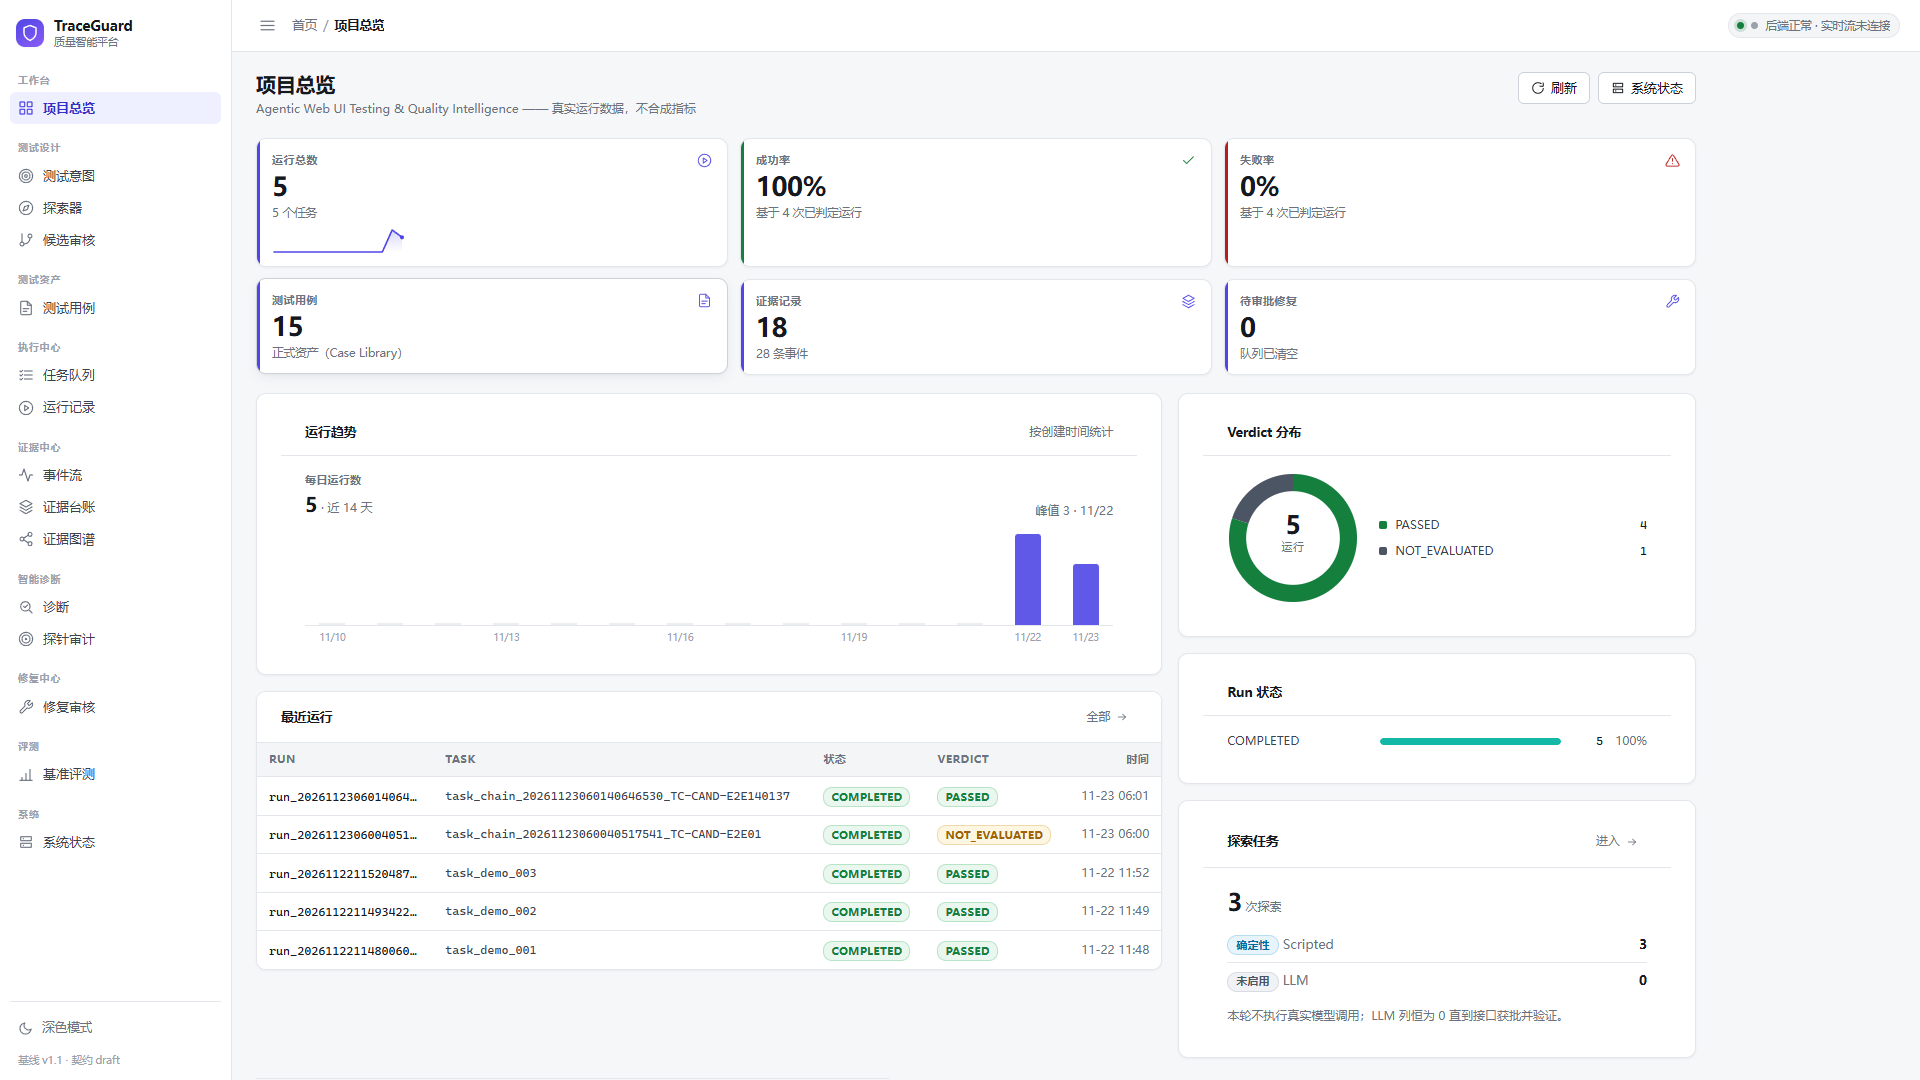 TraceGuard
质量智能平台
工作台
项目总览
测试设计
测试意图
探索器
候选审核
测试资产
测试用例
执行中心
任务队列
运行记录
证据中心
事件流
证据台账
证据图谱
智能诊断
诊断
探针审计
修复中心
修复审核
评测
基准评测
系统
系统状态
深色模式
基线 v1.1 · 契约 draft
首页 / 项目总览
后端正常 · 实时流未连接
项目总览
Agentic Web UI Testing & Quality Intelligence —— 真实运行数据，不合成指标
刷新
系统状态
运行总数
5
5 个任务
成功率
100%
基于 4 次已判定运行
失败率
0%
基于 4 次已判定运行
测试用例
15
正式资产（Case Library）
证据记录
18
28 条事件
待审批修复
0
队列已清空
运行趋势
按创建时间统计
每日运行数
5 · 近 14 天
峰值 3 · 11/22
11/10 11/13 11/16 11/19 11/22 11/23
Verdict 分布
5
运行
PASSED 4
NOT_EVALUATED 1
Run 状态
COMPLETED 5 100%
最近运行
全部 →
RUN TASK 状态 VERDICT 时间
run_2026112306014064… task_chain_20261123060140646530_TC-CAND-E2E140137 COMPLETED PASSED 11-23 06:01
run_2026112306004051… task_chain_20261123060040517541_TC-CAND-E2E01 COMPLETED NOT_EVALUATED 11-23 06:00
run_2026112211520487… task_demo_003 COMPLETED PASSED 11-22 11:52
run_2026112211493422… task_demo_002 COMPLETED PASSED 11-22 11:49
run_2026112211480060… task_demo_001 COMPLETED PASSED 11-22 11:48
探索任务
进入 →
3 次探索
确定性 Scripted 3
未启用 LLM 0
本轮不执行真实模型调用；LLM 列恒为 0 直到接口获批并验证。